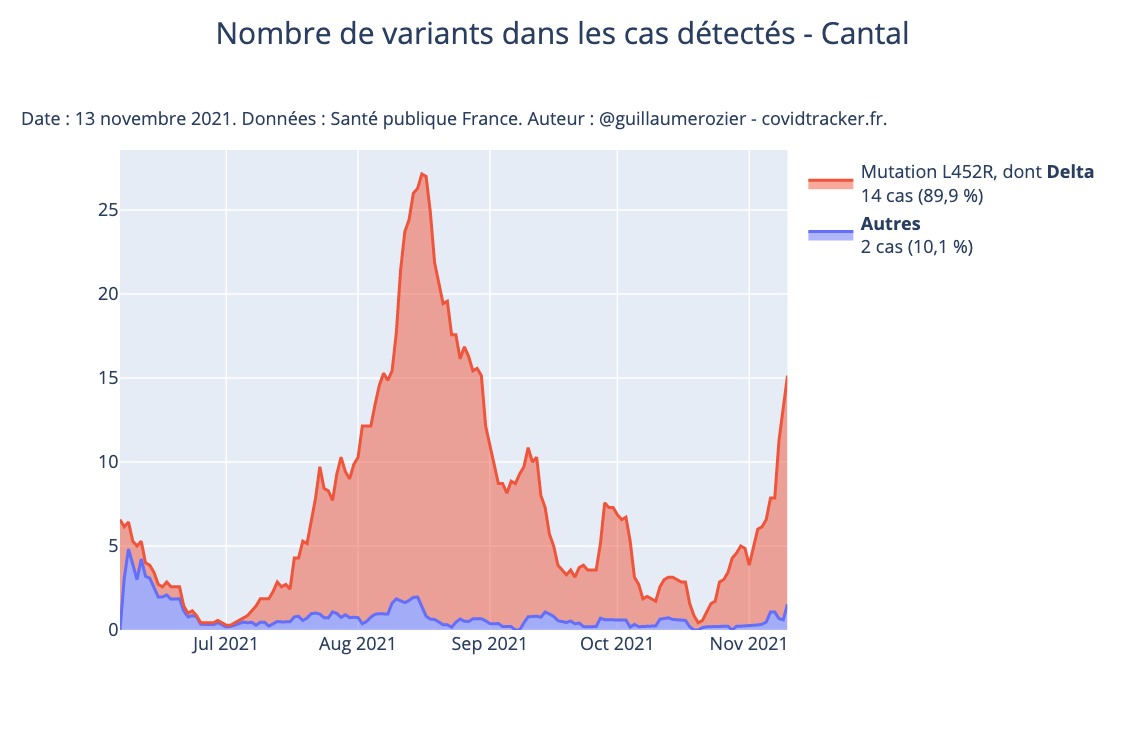 Nombre de variants dans les cas détectés - Cantal
Date : 13 novembre 2021. Données : Santé publique France. Auteur : @guillaumerozier - covidtracker.fr.
Mutation L452R, dont Delta
14 cas (89,9 %)
Autres
2 cas (10,1 %)
25
20
15
10
5
0
Jul 2021 Aug 2021 Sep 2021 Oct 2021 Nov 2021